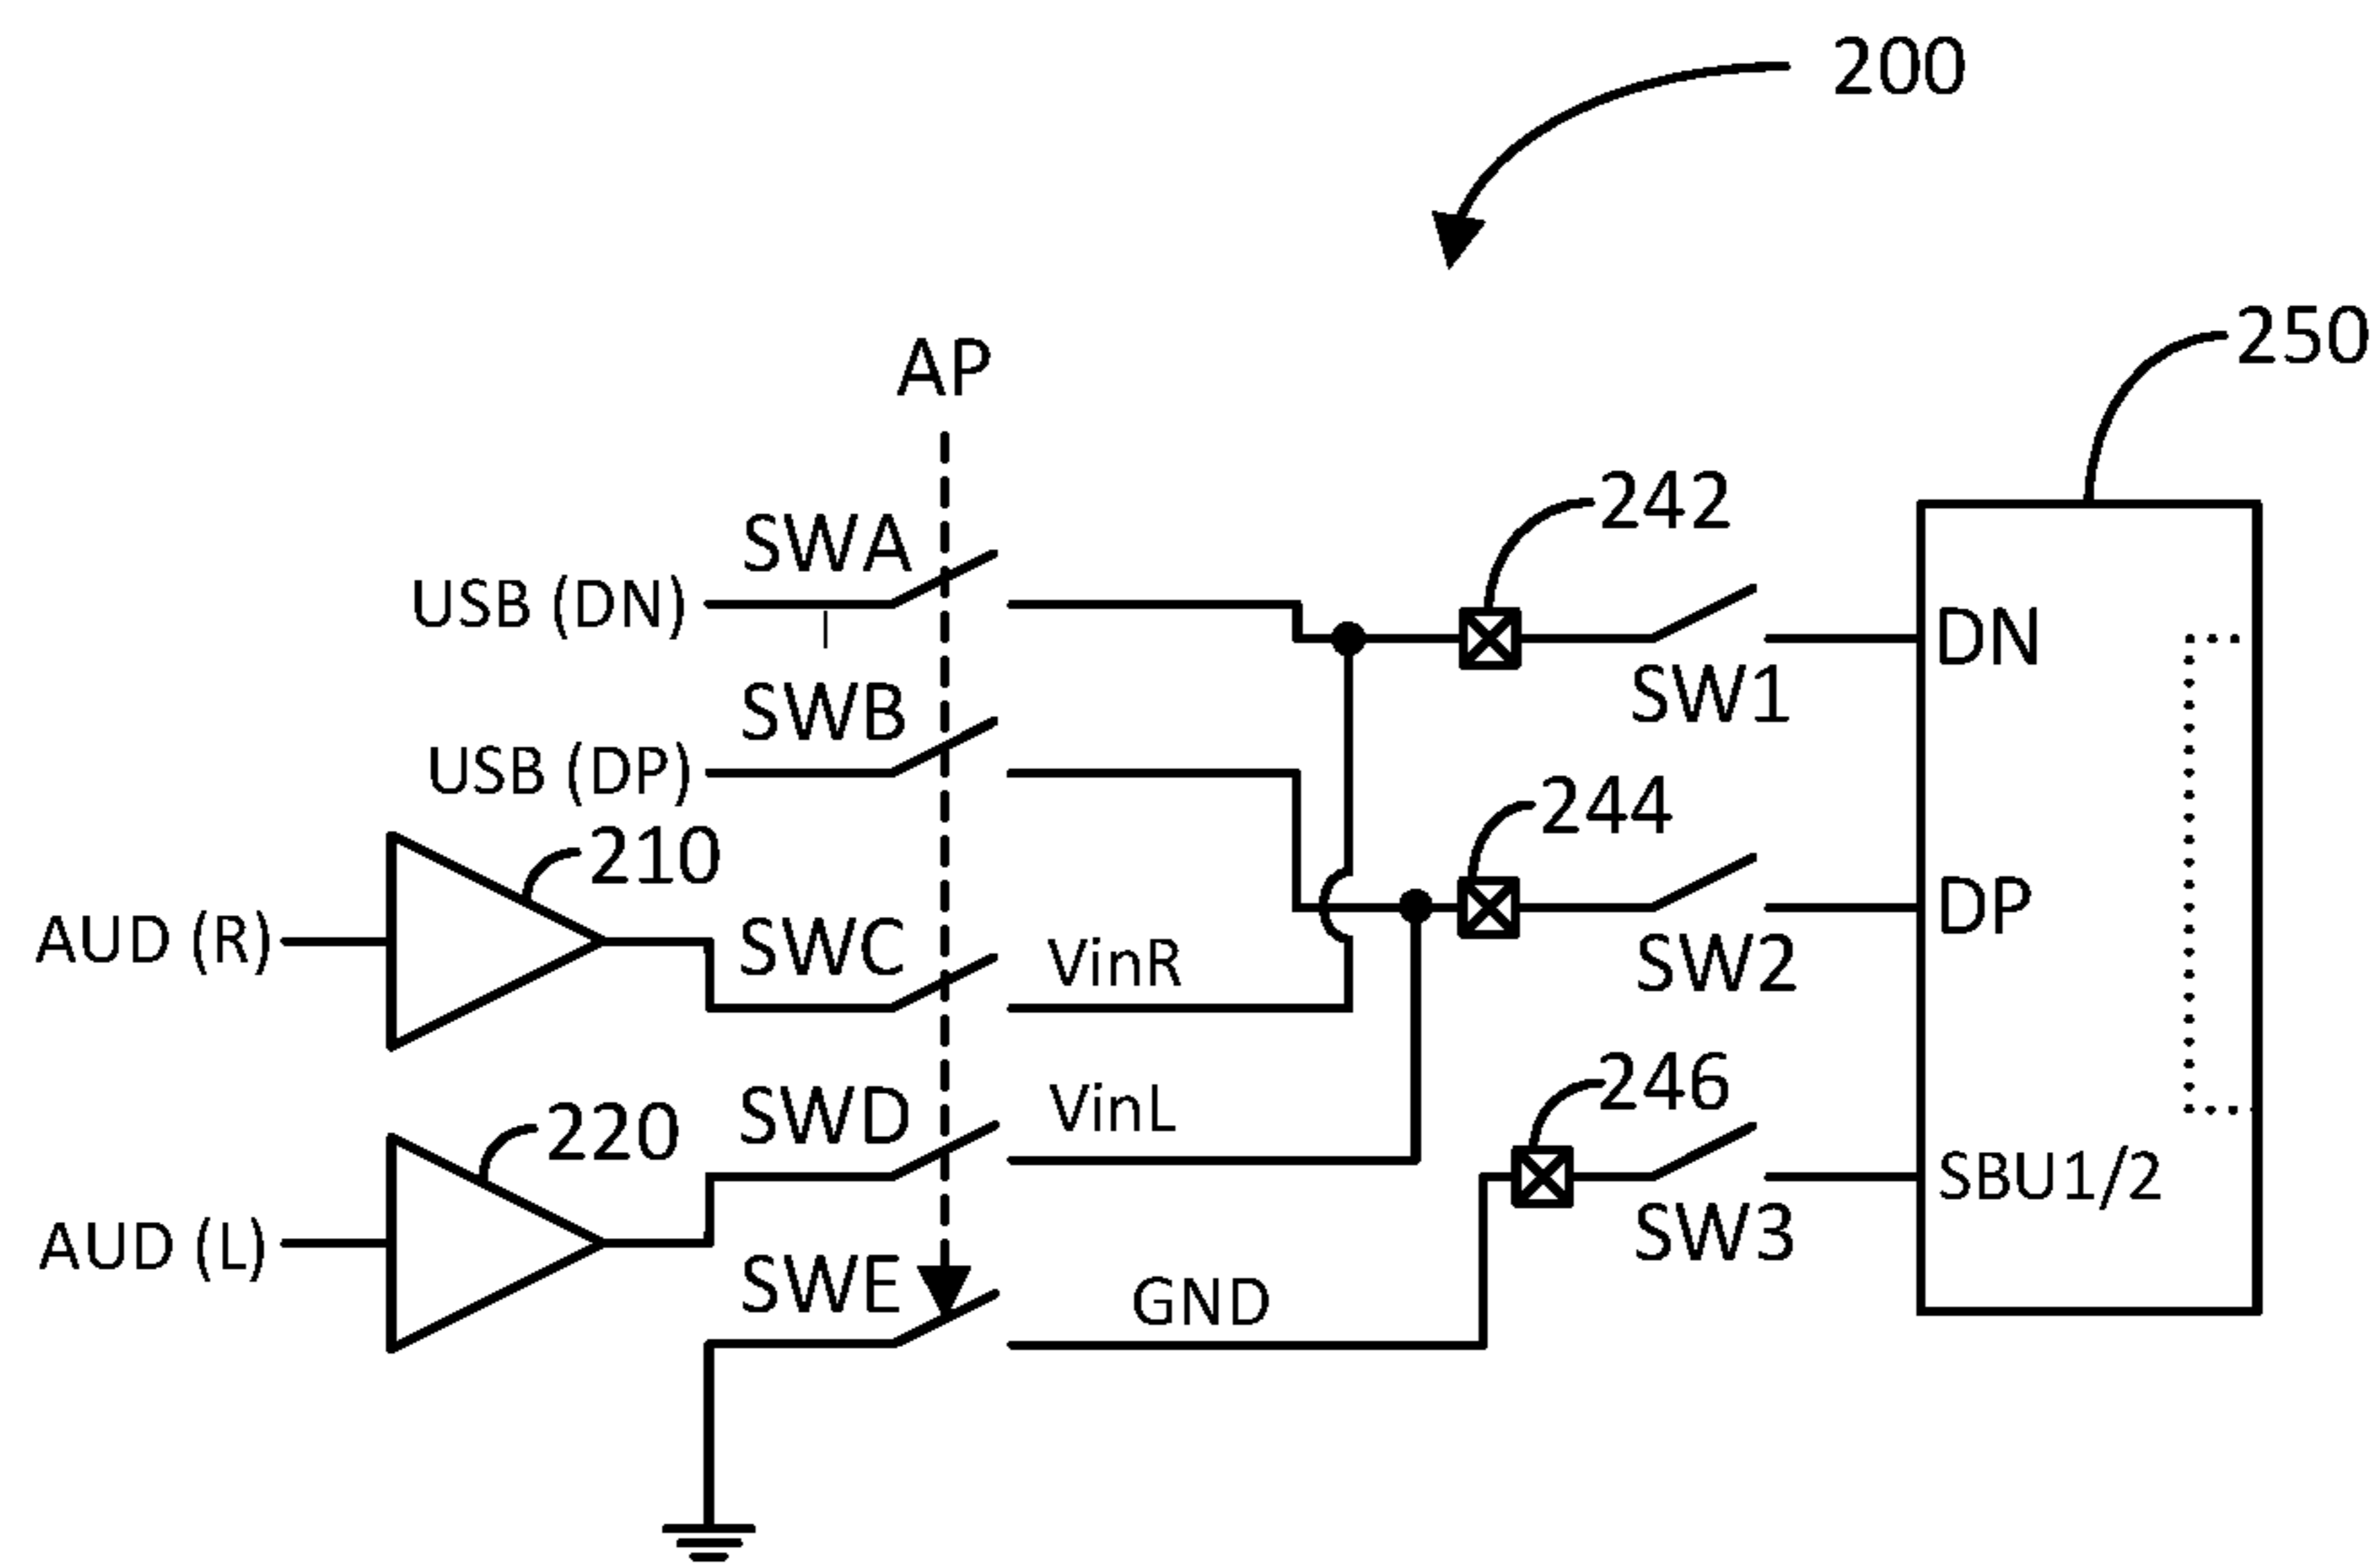 200
250
AP
242
SWA
USB (DN)
DN
SW1
SWB
USB (DP)
244
210
DP
AUD (R)
SWC
VinR
SW2
246
SWD
VinL
220
SBU1/2
AUD (L)
SW3
SWE
GND